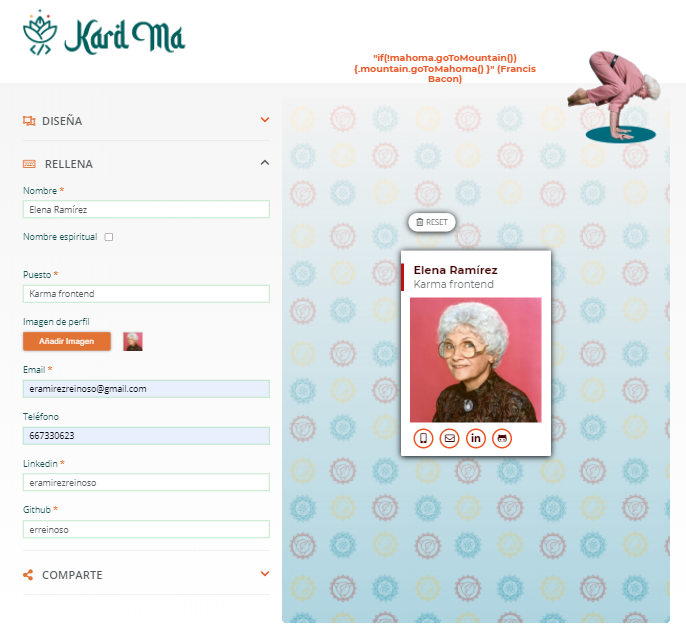 Kard Ma
"if(!mahoma.goToMountain())
{.mountain.goToMahoma() }" (Francis
Bacon)
DISEÑA
RELLENA
Nombre *
Elena Ramírez
Nombre espiritual
Puesto *
Karma frontend
Imagen de perfil
Añadir Imagen
Email *
eramirezreinoso@gmail.com
Teléfono
667330623
Linkedin *
eramirezreinoso
Github *
erreinoso
COMPARTE
RESET
Elena Ramírez
Karma frontend
in